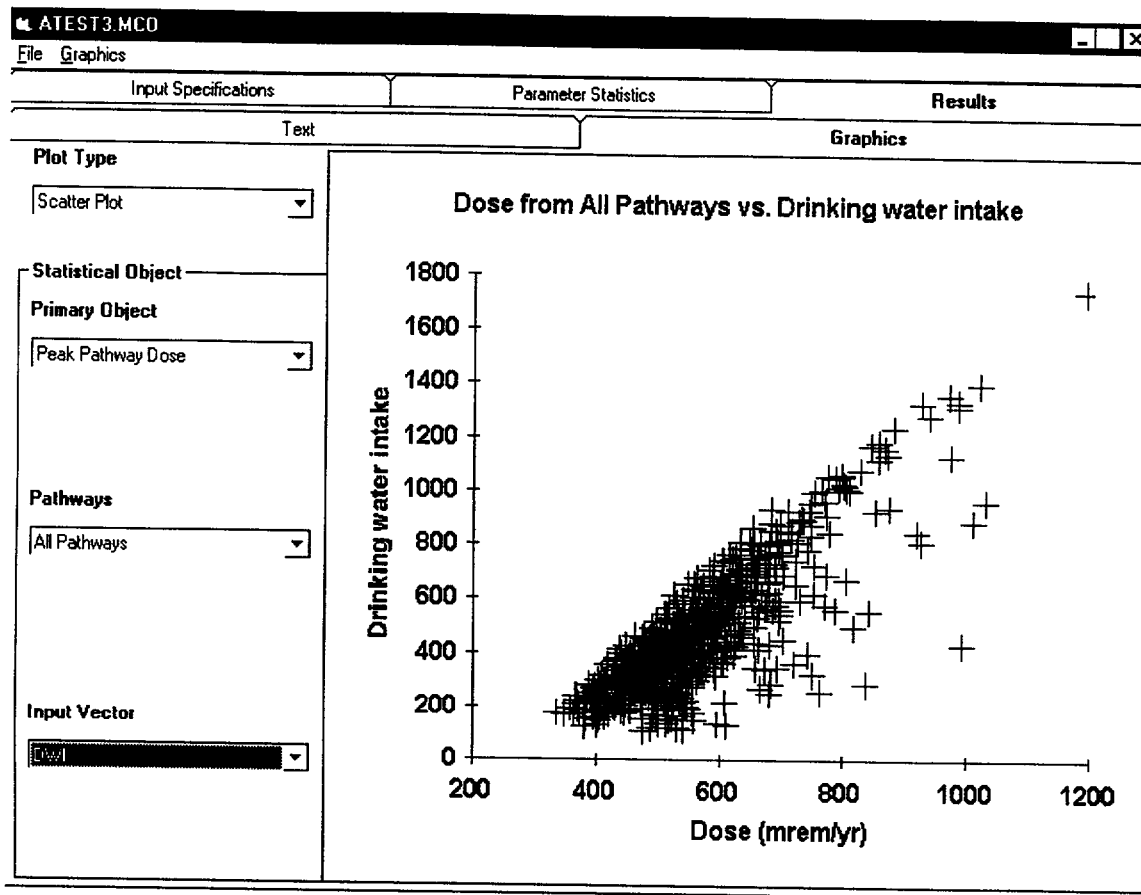 ATEST3.MCO
File Graphics
Input Specifications Parameter Statistics Results
Text Graphics
Plot Type
Scatter Plot
Statistical Object
Primary Object
Peak Pathway Dose
Pathways
All Pathways
Input Vector
DWI
Dose from All Pathways vs. Drinking water intake
1800
1600
1400
1200
1000
800
600
400
200
0
Drinking water intake
200 400 600 800 1000 1200
Dose (mrem/yr)